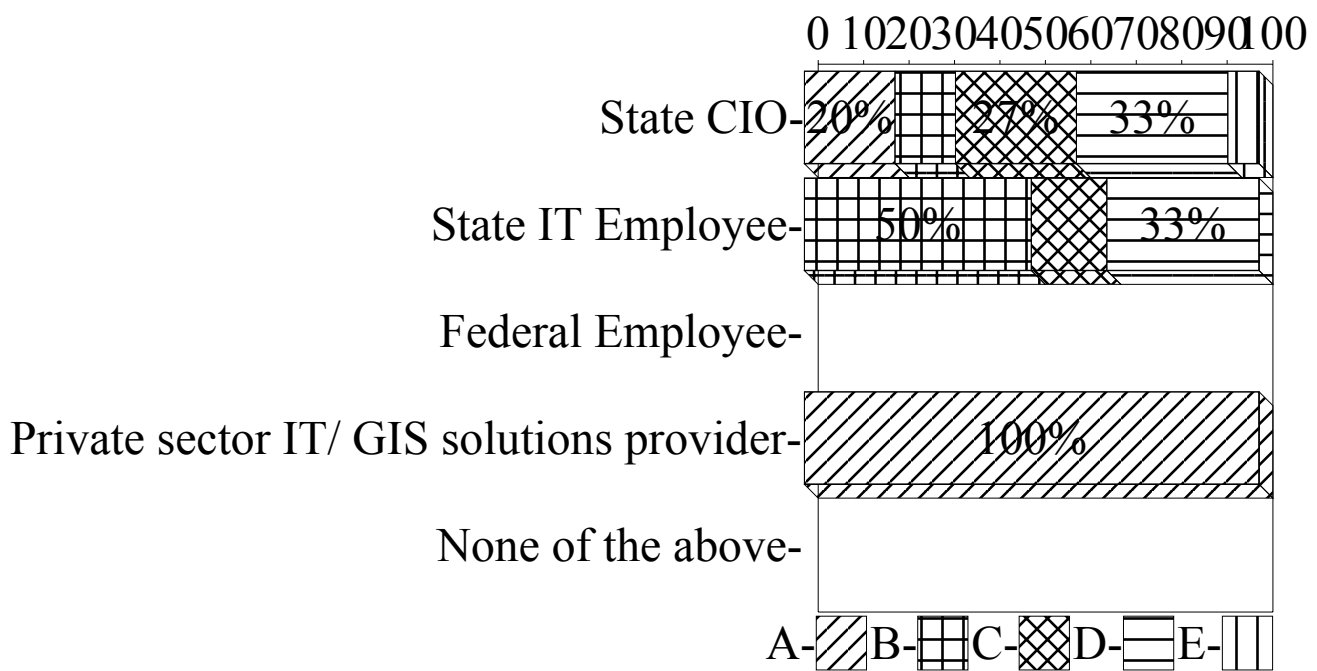 0 10 20 30 40 50 60 70 80 90 100
State CIO- 20% 27% 33%
State IT Employee- 50% 33%
Federal Employee-
Private sector IT/ GIS solutions provider- 100%
None of the above-
A- B- C- D- E-